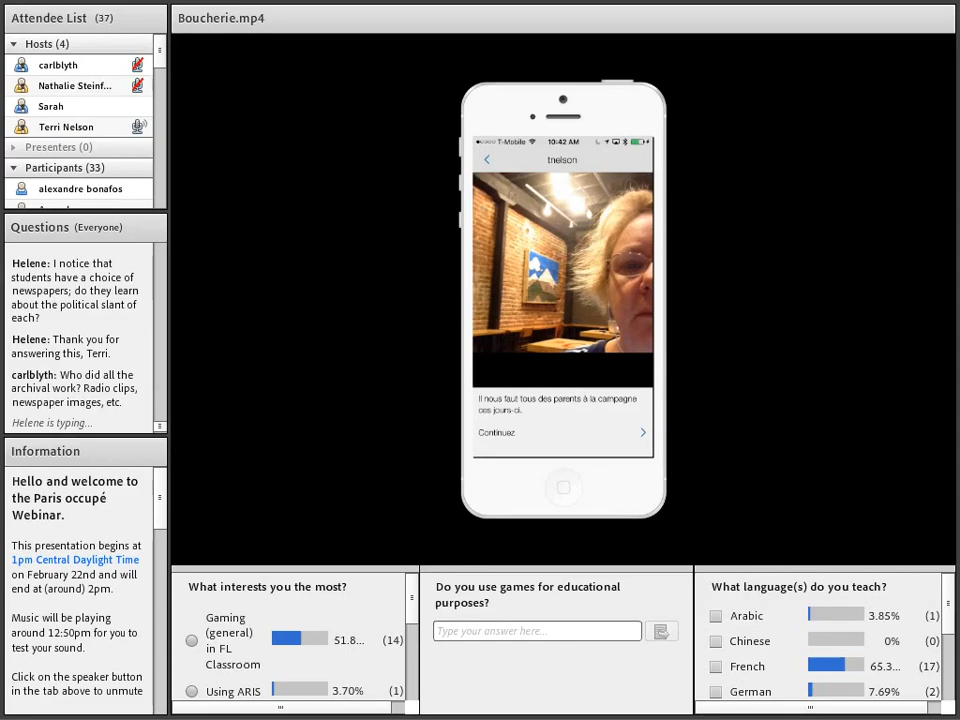 Attendee List (37)
Hosts (4)
carlblyth
Nathalie Steinf...
Sarah
Terri Nelson
Presenters (0)
Participants (33)
alexandre bonafos
Questions (Everyone)
Helene: I notice that
students have a choice of
newspapers; do they learn
about the political slant of
each?
Helene: Thank you for
answering this, Terri.
carlblyth: Who did all the
archival work? Radio clips,
newspaper images, etc.
Helene is typing...
Information
Hello and welcome to
the Paris occupé
Webinar.
This presentation begins at
1pm Central Daylight Time
on February 22nd and will
end at (around) 2pm.
Music will be playing
around 12:50pm for you to
test your sound.
Click on the speaker button
in the tab above to unmute
Boucherie.mp4
T-Mobile 10:42 AM
tnelson
Il nous faut tous des parents à la campagne
ces jours-ci.
Continuez
What interests you the most?
Gaming
(general)
in FL
Classroom
51.8... (14)
Using ARIS 3.70% (1)
Do you use games for educational
purposes?
Type your answer here...
What language(s) do you teach?
Arabic 3.85% (1)
Chinese 0% (0)
French 65.3... (17)
German 7.69% (2)